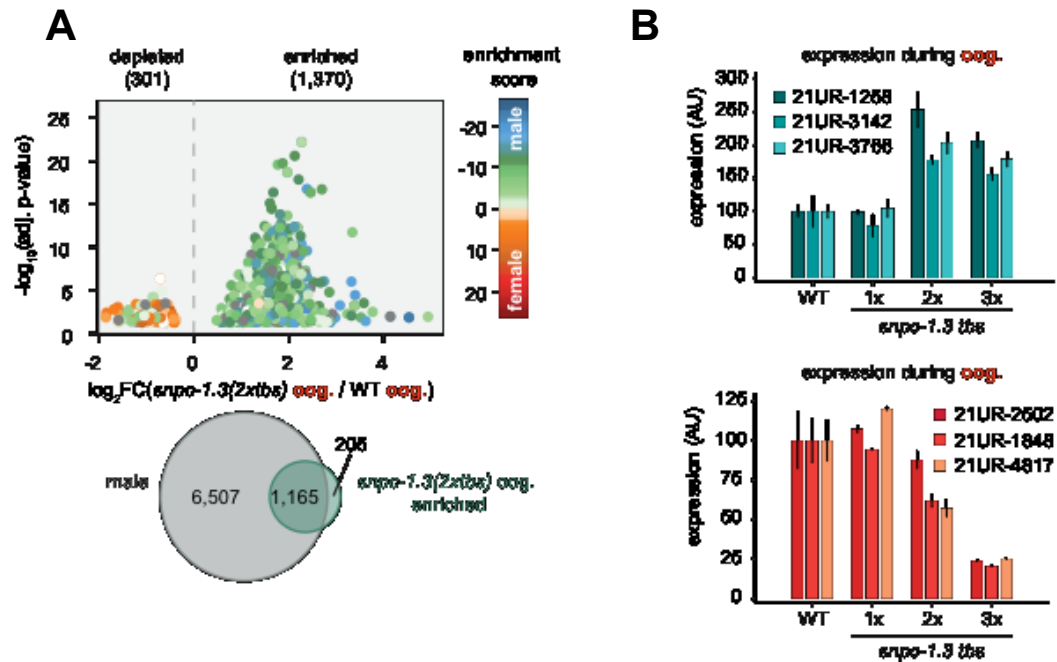 A
depleted
(301)
enriched
(1,370)
enrichment
score
25
20
15
10
5
0
-log10(adj. p-value)
-2
0
2
4
log2FC(snpo-1.3(2xtbs) oog. / WT oog.)
-20
-10
0
10
20
male
female
male
6,507
1,165
205
snpo-1.3(2xtbs) oog.
enriched
B
expression during oog.
expression (AU)
300
250
200
150
100
50
0
21UR-1258
21UR-3142
21UR-3766
WT
1x
2x
3x
snpo-1.3 tbs
expression during oog.
expression (AU)
125
100
75
50
25
0
21UR-2502
21UR-1848
21UR-4817
WT
1x
2x
3x
snpo-1.3 tbs